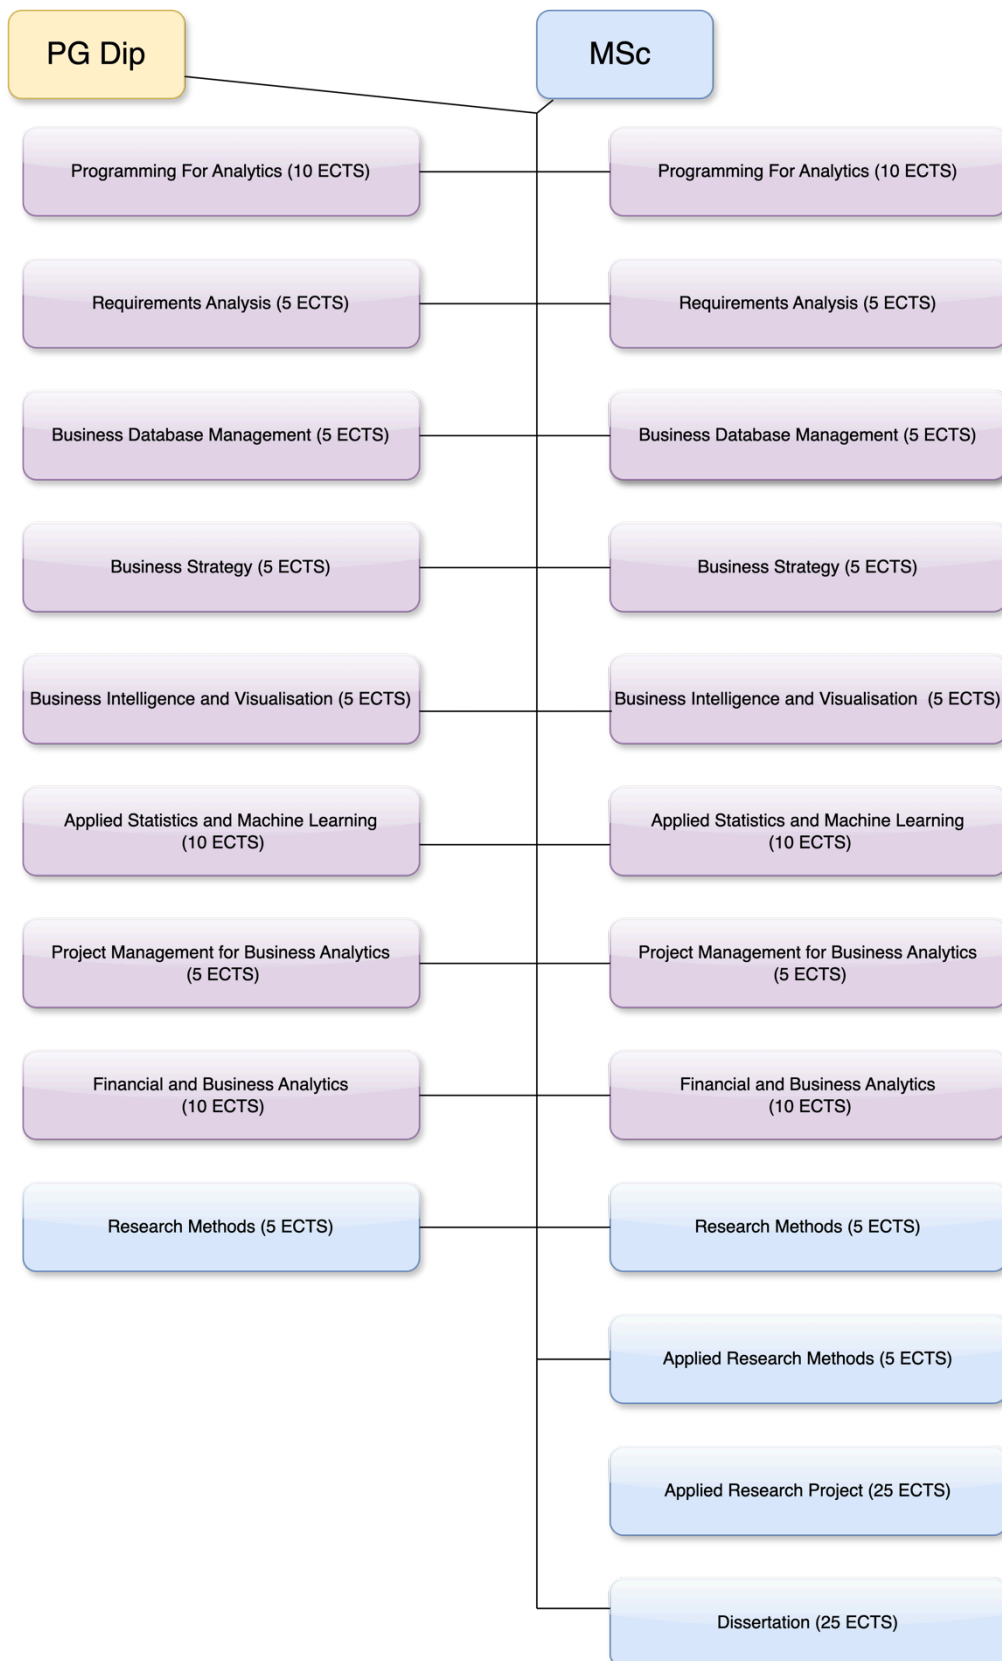 PG Dip
MSc
Programming For Analytics (10 ECTS)
Programming For Analytics (10 ECTS)
Requirements Analysis (5 ECTS)
Requirements Analysis (5 ECTS)
Business Database Management (5 ECTS)
Business Database Management (5 ECTS)
Business Strategy (5 ECTS)
Business Strategy (5 ECTS)
Business Intelligence and Visualisation (5 ECTS)
Business Intelligence and Visualisation (5 ECTS)
Applied Statistics and Machine Learning
(10 ECTS)
Applied Statistics and Machine Learning
(10 ECTS)
Project Management for Business Analytics
(5 ECTS)
Project Management for Business Analytics
(5 ECTS)
Financial and Business Analytics
(10 ECTS)
Financial and Business Analytics
(10 ECTS)
Research Methods (5 ECTS)
Research Methods (5 ECTS)
Applied Research Methods (5 ECTS)
Applied Research Project (25 ECTS)
Dissertation (25 ECTS)